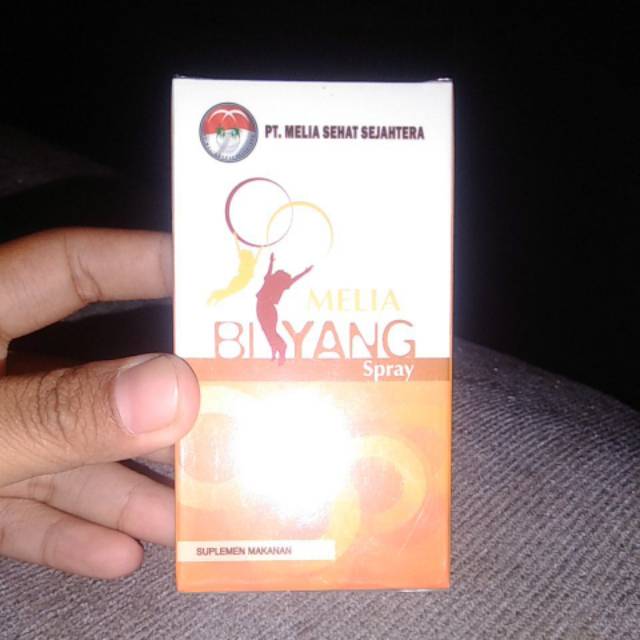 PT. MELIA SEHAT SEJAHTERA
MELIA
BIYANG
Spray
SUPLEMEN MAKANAN